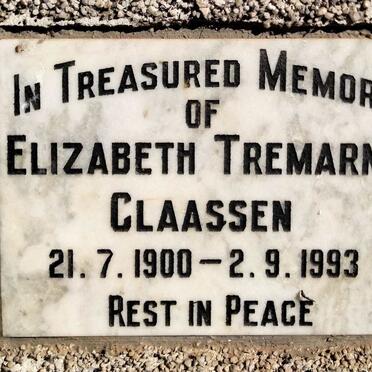 IN TREASURED MEMOR
OF
ELIZABETH TREMARN
CLAASSEN
21.7.1900 – 2.9.1993
REST IN PEACE